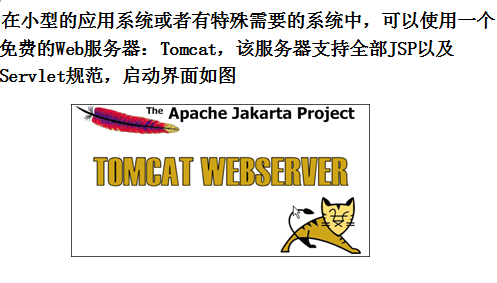 在小型的应用系统或者有特殊需要的系统中，可以使用一个
免费的Web服务器：Tomcat，该服务器支持全部JSP以及
Servlet规范，启动界面如图
The Apache Jakarta Project
TOMCAT WEBSERVER